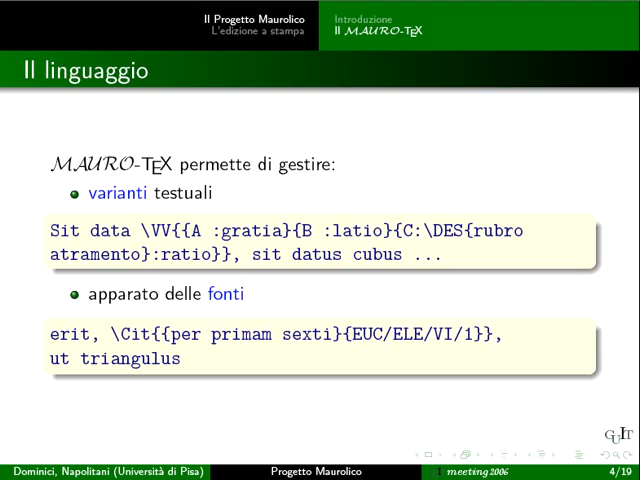 Il Progetto Maurolico
L'edizione a stampa
Introduzione
Il MAURO-TEX
Il linguaggio
MAURO-TEX permette di gestire:
varianti testuali
Sit data \VV{{A :gratia}{B :latio}{C:\DES{rubro
atramento}:ratio}}, sit datus cubus ...
apparato delle fonti
erit, \Cit{{per primam sexti}{EUC/ELE/VI/1}},
ut triangulus
GUIT
Dominici, Napolitani (Università di Pisa)
Progetto Maurolico
meeting2006
4/19